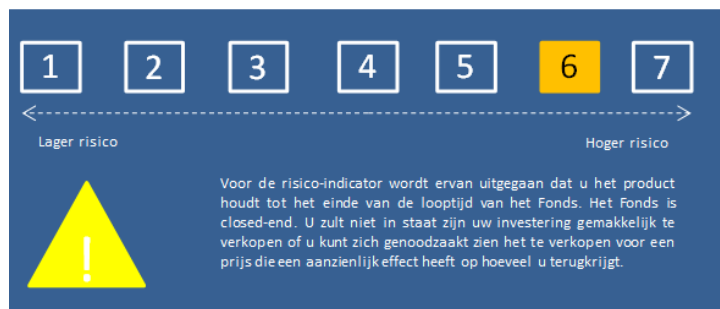 1 2 3 4 5 6 7
Lager risico Hoger risico
!
Voor de risico-indicator wordt ervan uitgegaan dat u het product
houdt tot het einde van de looptijd van het Fonds. Het Fonds is
closed-end. U zult niet in staat zijn uw investering gemakkelijk te
verkopen of u kunt zich genoodzaakt zien het te verkopen voor een
prijs die een aanzienlijk effect heeft op hoeveel u terugkrijgt.